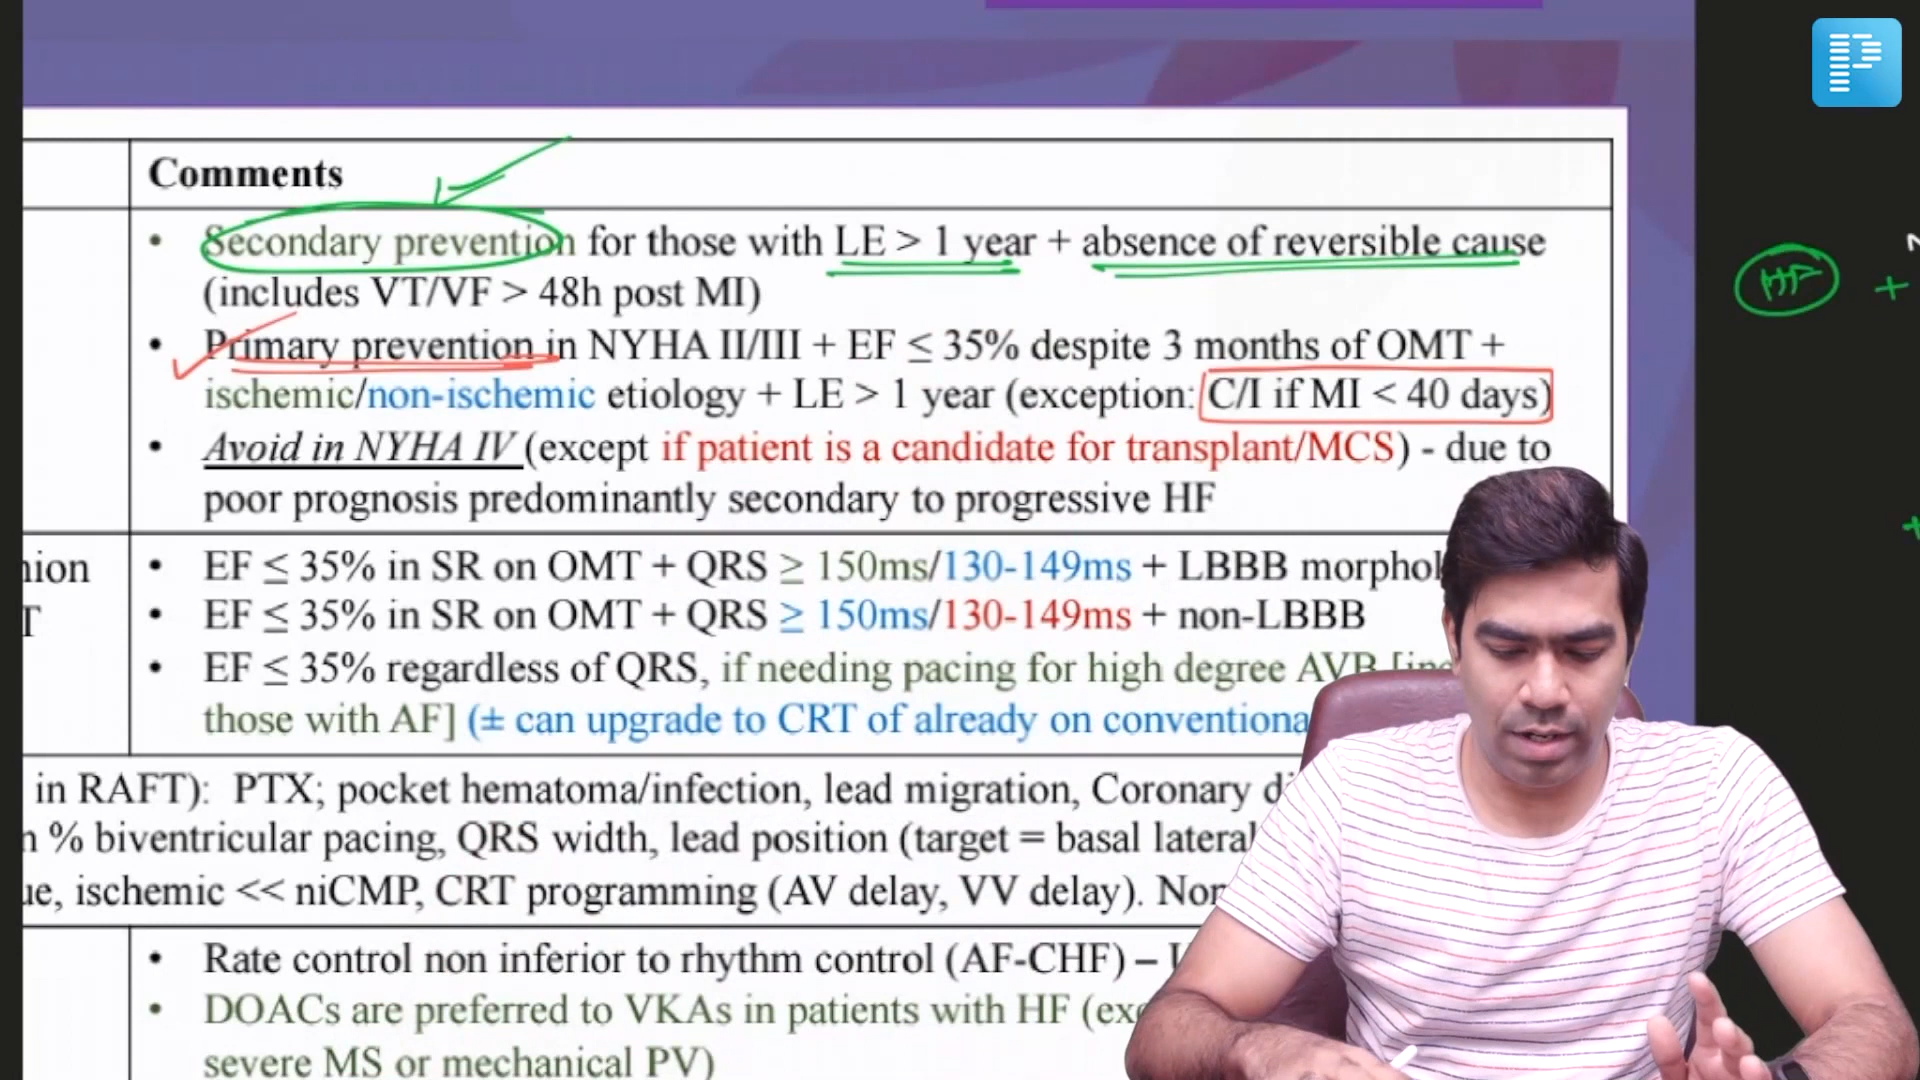 Comments
• Secondary prevention for those with LE > 1 year + absence of reversible cause
(includes VT/VF > 48h post MI)
• Primary prevention in NYHA II/III + EF ≤ 35% despite 3 months of OMT +
ischemic/non-ischemic etiology + LE > 1 year (exception: C/I if MI < 40 days)
• Avoid in NYHA IV (except if patient is a candidate for transplant/MCS) - due to
poor prognosis predominantly secondary to progressive HF
HF +
• EF ≤ 35% in SR on OMT + QRS ≥ 150ms/130-149ms + LBBB
• EF ≤ 35% in SR on OMT + QRS ≥ 150ms/130-149ms + non-LBBB
• EF ≤ 35% regardless of QRS, if needing pacing for high degree AVB
those with AF] (± can upgrade to CRT of already on
in RAFT): PTX; pocket hematoma/infection, lead migration, Coronary
% biventricular pacing, QRS width, lead position (target = basal lateral
ischemic << niCMP, CRT programming (AV delay, VV delay).
• Rate control non inferior to rhythm control (AF-CHF) –
• DOACs are preferred to VKAs in patients with HF
severe MS or mechanical PV)